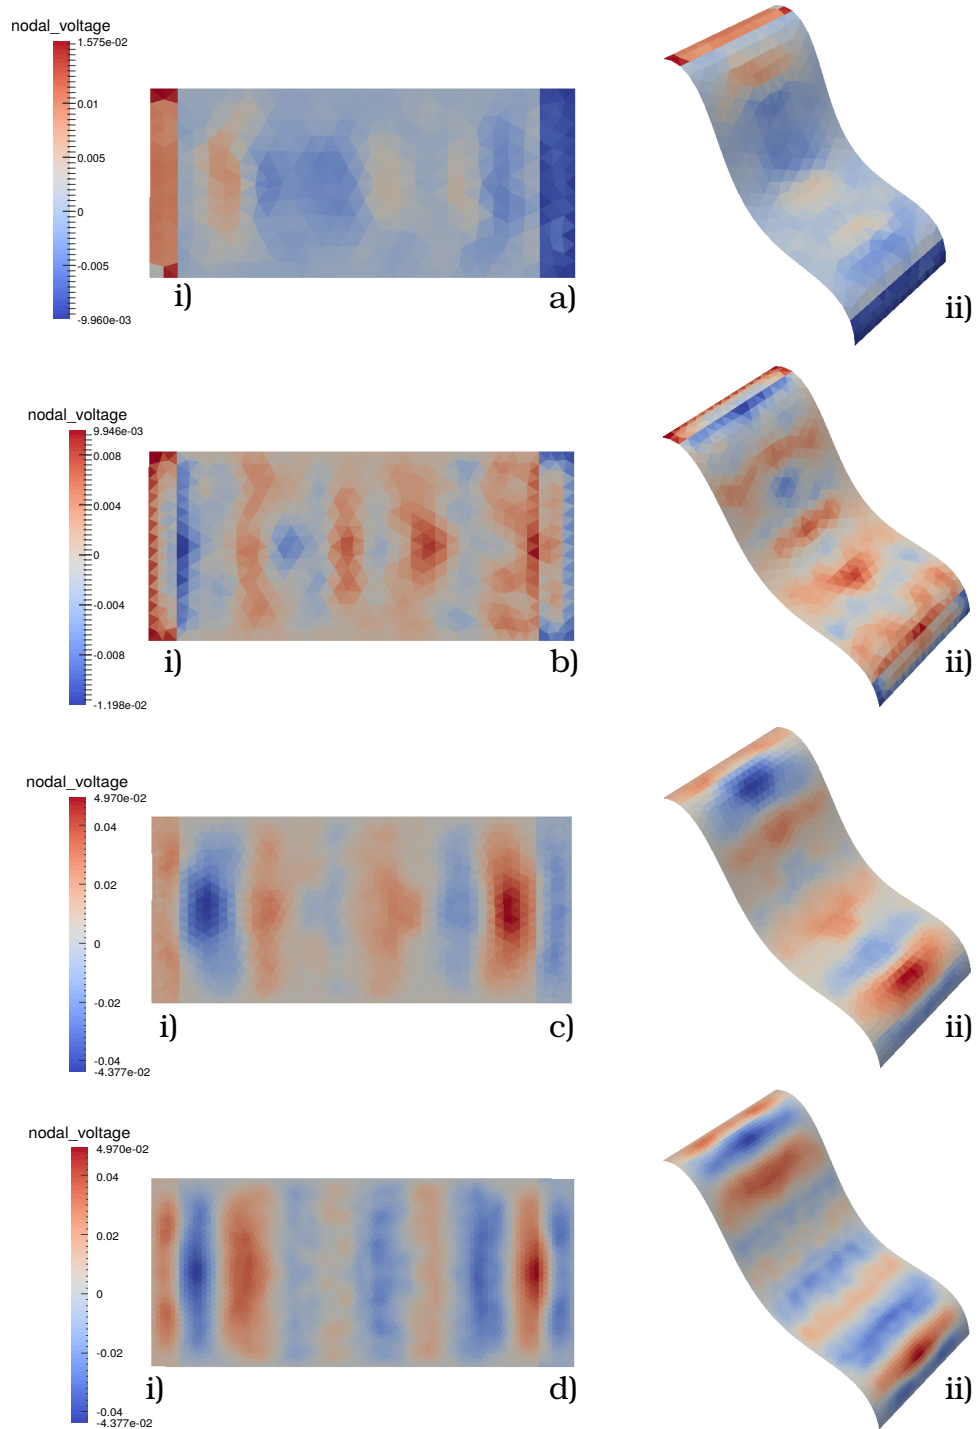 nodal_voltage
1.575e-02
0.01
0.005
0
-0.005
-9.960e-03
i)
a)
ii)
nodal_voltage
9.946e-03
0.008
0.004
0
-0.004
-0.008
-1.198e-02
i)
b)
ii)
nodal_voltage
4.970e-02
0.04
0.02
0
-0.02
-0.04
-4.377e-02
i)
c)
ii)
nodal_voltage
4.970e-02
0.04
0.02
0
-0.02
-0.04
-4.377e-02
i)
d)
ii)